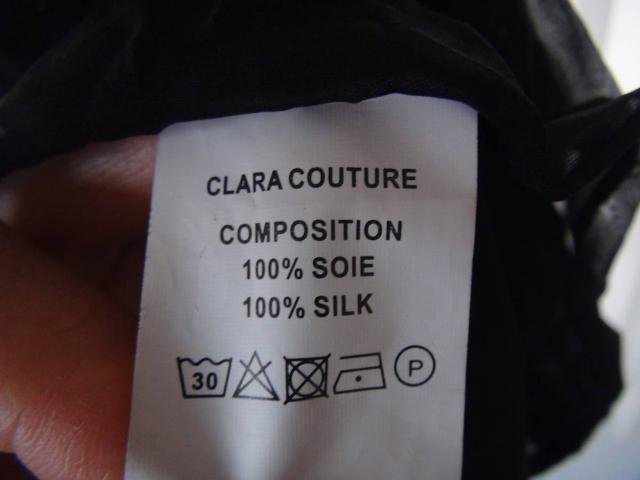 CLARA COUTURE
COMPOSITION
100% SOIE
100% SILK
30 P